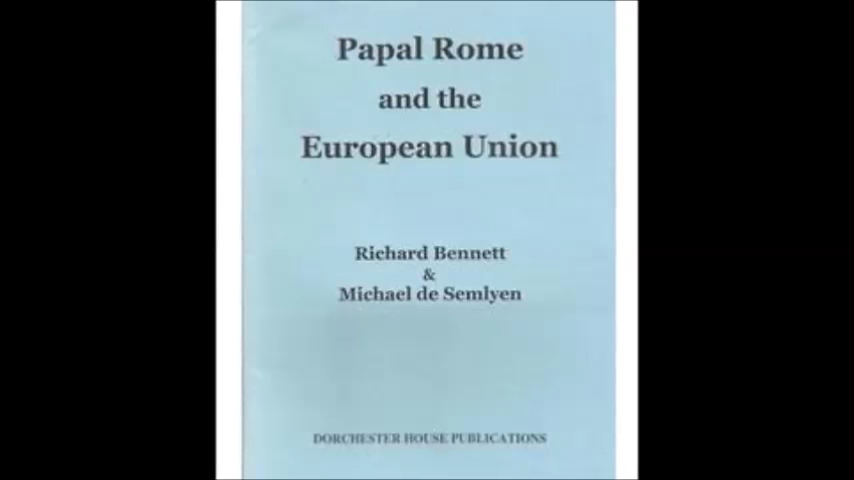 Papal Rome
and the
European Union
Richard Bennett
&
Michael de Semlyen
DORCHESTER HOUSE PUBLICATIONS